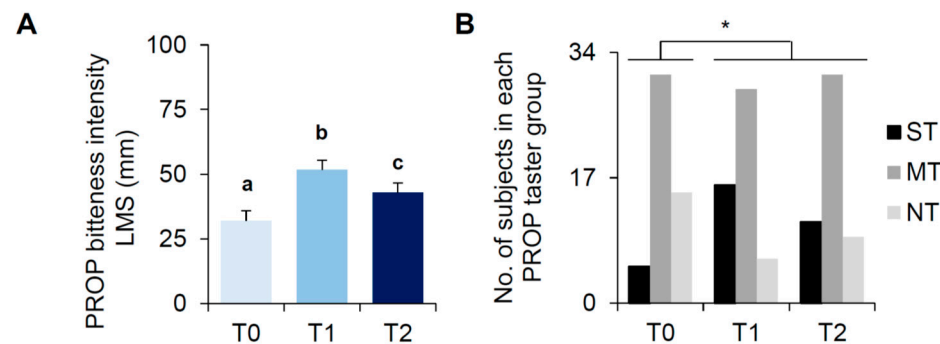 A
PROP bitteness intensity
LMS (mm)
100
75
50
25
0
a
b
c
T0
T1
T2
B
No. of subjects in each
PROP taster group
34
17
0
*
T0
T1
T2
ST
MT
NT